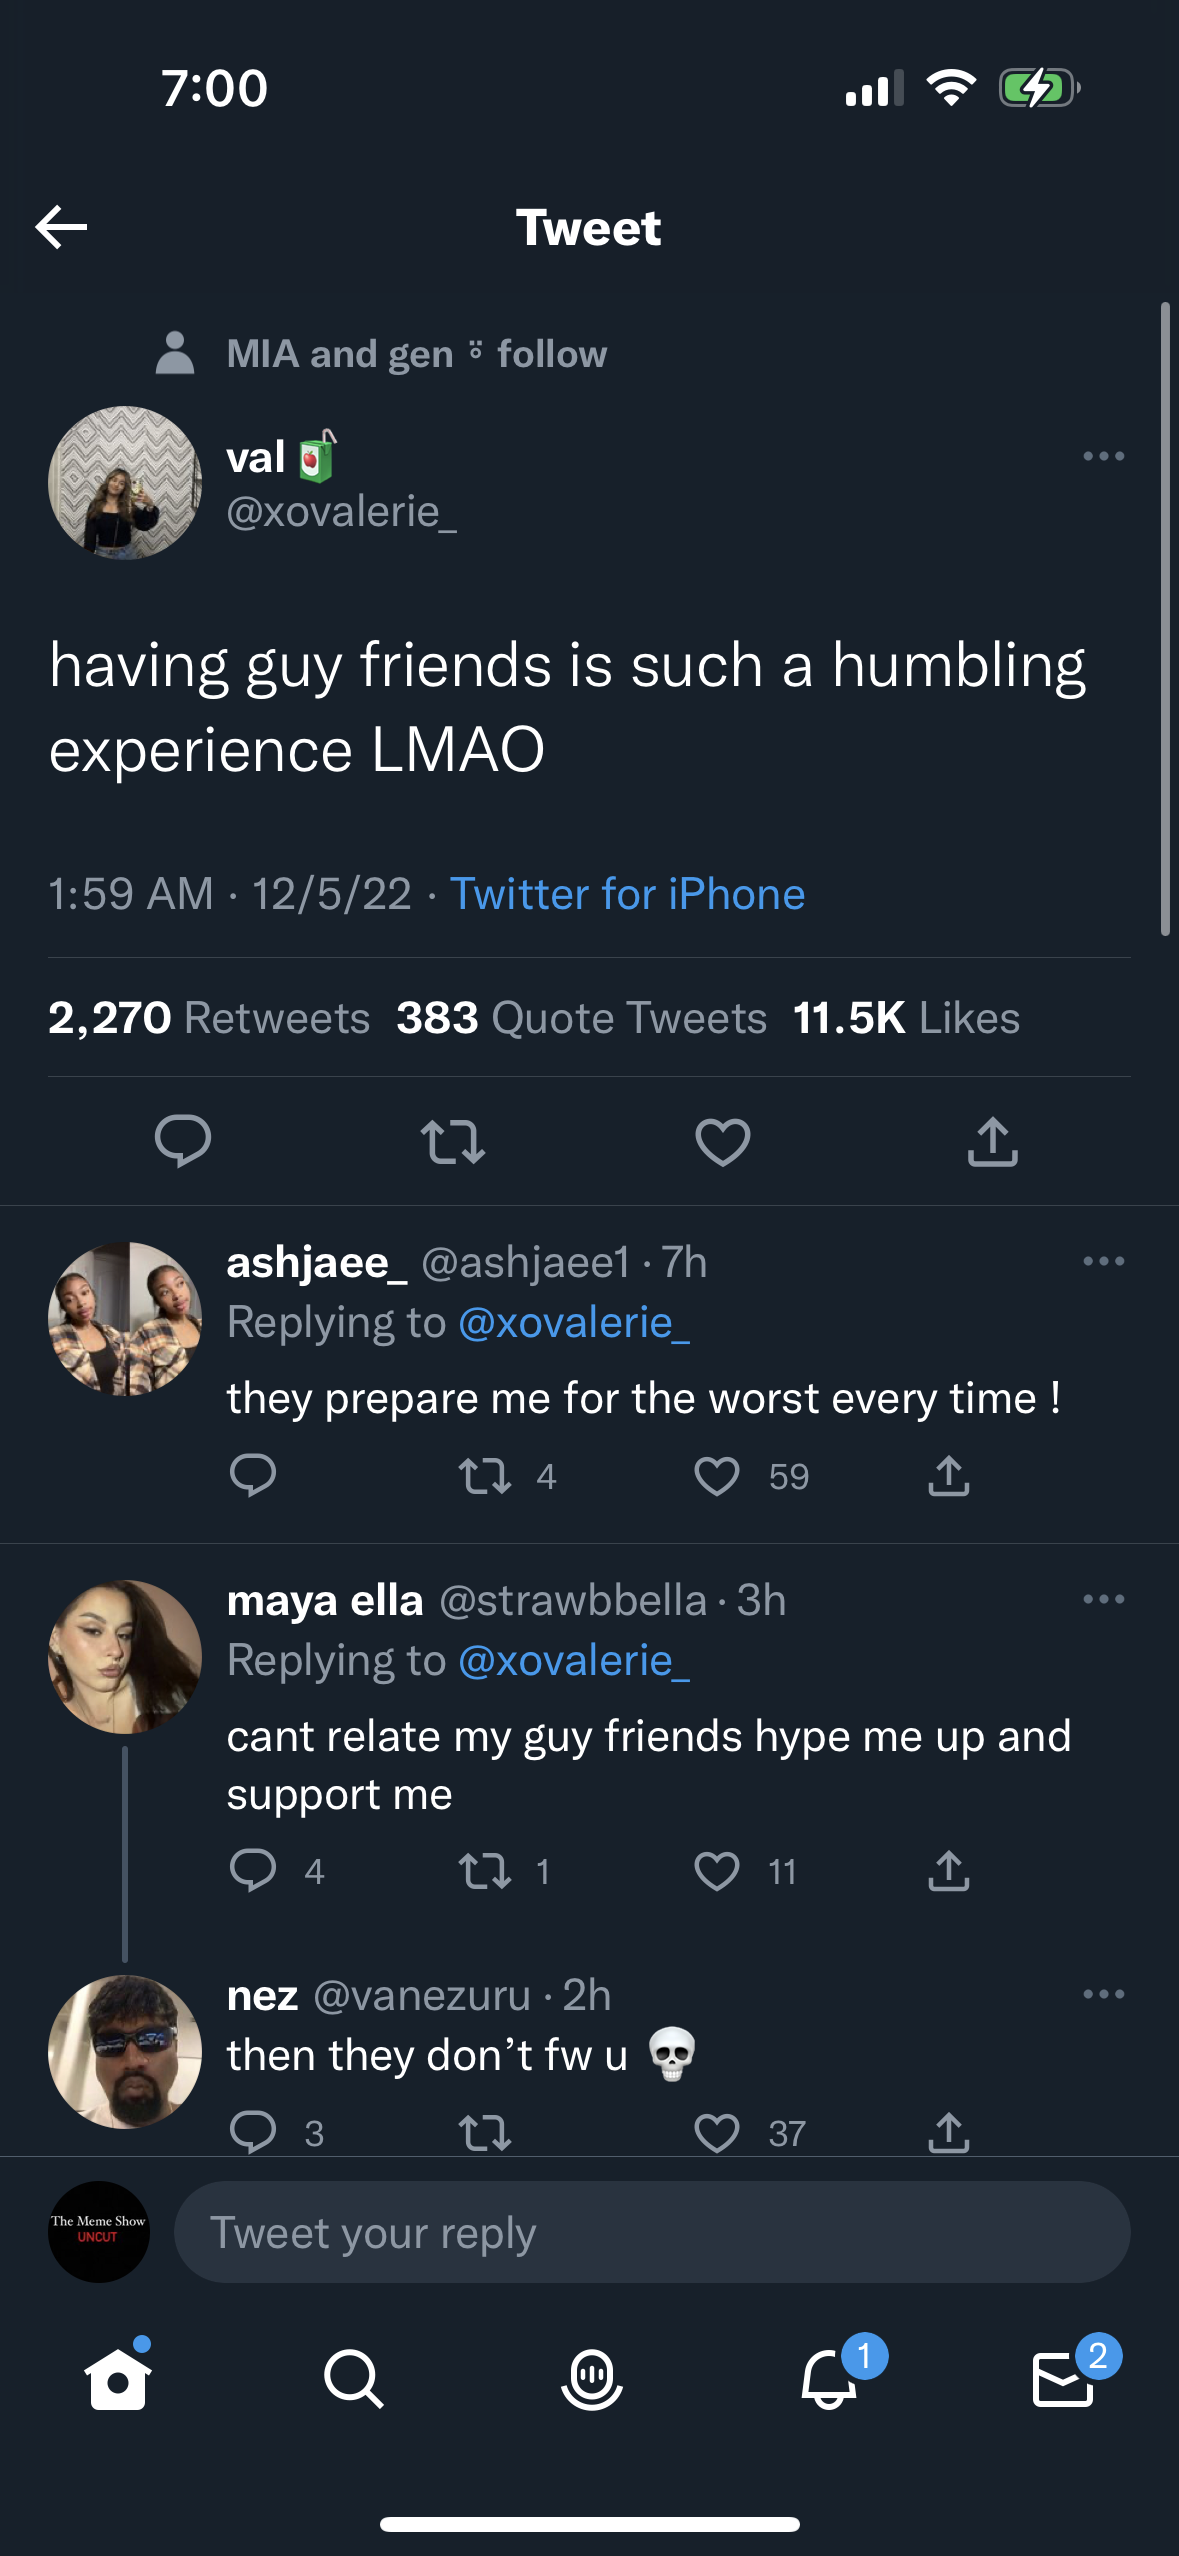 7:00
Tweet
MIA and gen ⍥ follow
val 🧃
@xovalerie_
having guy friends is such a humbling
experience LMAO
1:59 AM · 12/5/22 · Twitter for iPhone
2,270 Retweets 383 Quote Tweets 11.5K Likes
ashjaee_ @ashjaee1 · 7h
Replying to @xovalerie_
they prepare me for the worst every time !
4 59
maya ella @strawbbella · 3h
Replying to @xovalerie_
cant relate my guy friends hype me up and
support me
4 1 11
nez @vanezuru · 2h
then they don’t fw u 💀
3 37
The Meme Show
UNCUT
Tweet your reply
1
2